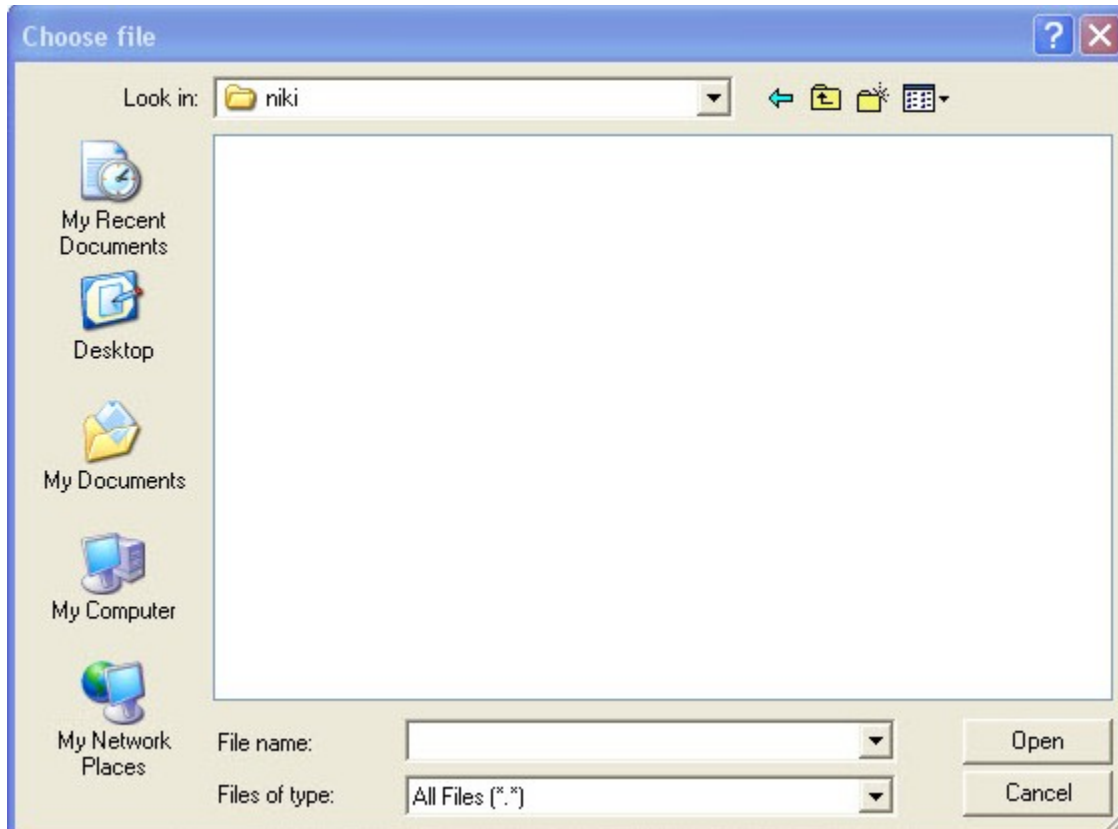 Choose file
Look in:
niki
My Recent
Documents
Desktop
My Documents
My Computer
My Network
Places
File name:
Open
Files of type:
All Files (*.*)
Cancel